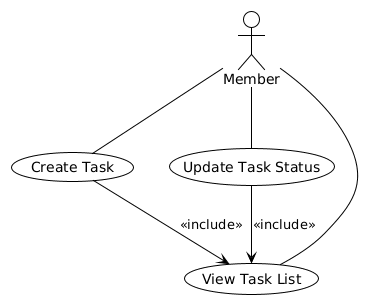 Member
Create Task
Update Task Status
«include»
«include»
View Task List